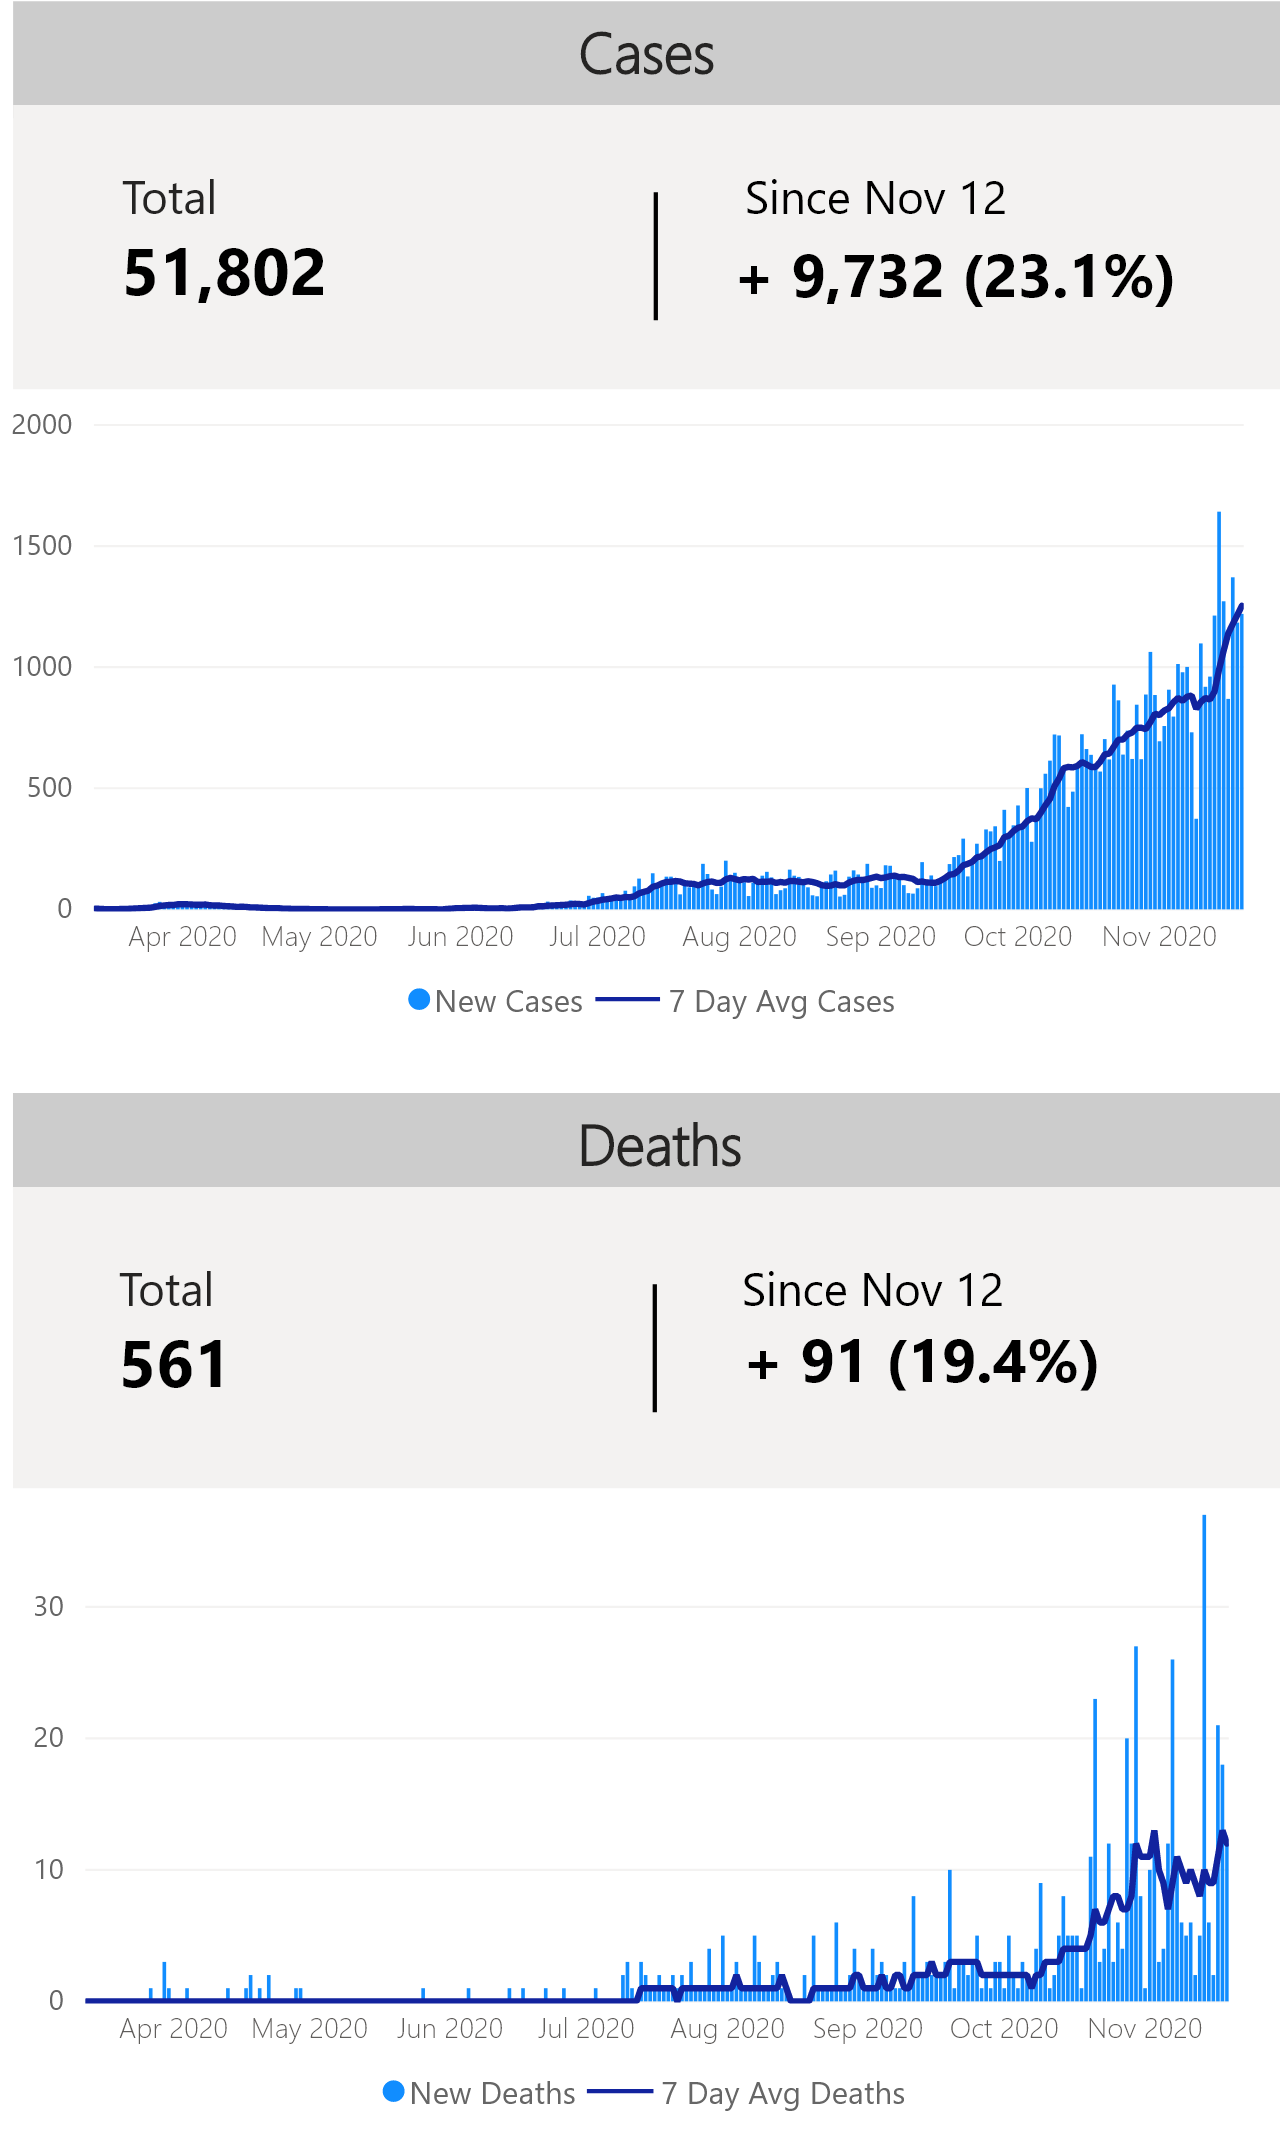 Cases
Total
Since Nov 12
51,802
+ 9,732 (23.1%)
2000
1500
1000
500
0
Apr 2020 May 2020 Jun 2020 Jul 2020 Aug 2020 Sep 2020 Oct 2020 Nov 2020
New Cases 7 Day Avg Cases
Deaths
Total
Since Nov 12
561
+ 91 (19.4%)
30
20
10
0
Apr 2020 May 2020 Jun 2020 Jul 2020 Aug 2020 Sep 2020 Oct 2020 Nov 2020
New Deaths 7 Day Avg Deaths